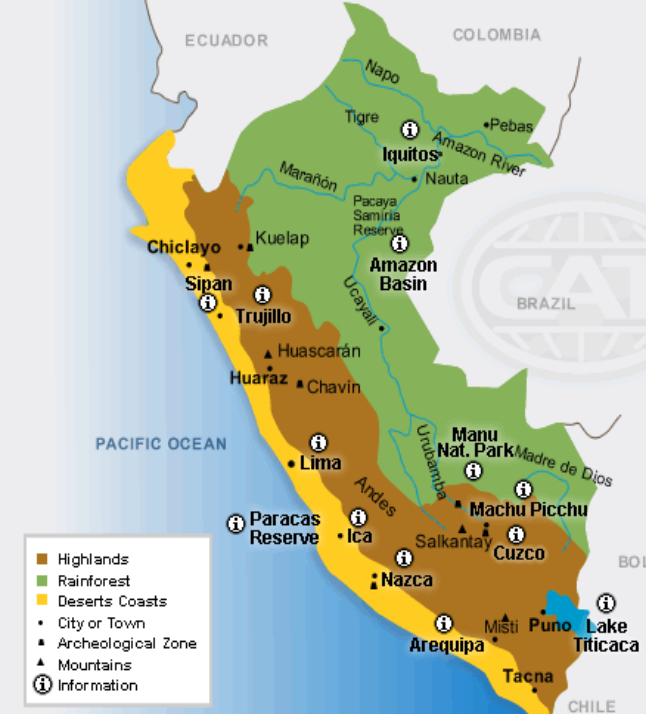 ECUADOR
COLOMBIA
Napo
Tigre
Pebas
Iquitos
Amazon River
Marañón
Nauta
Pacaya
Samiria
Reserve
Chiclayo
Kuelap
Amazon
Basin
Sipan
Ucayali
BRAZIL
CAT
Trujillo
Huascarán
Huaraz
Chavín
PACIFIC OCEAN
Manu
Nat. Park
Urubamba
Madre de Dios
Lima
Andes
Machu Picchu
Paracas
Reserve
Ica
Salkantay
Cuzco
Nazca
BOL
Arequipa
Misti
Puno
Lake
Titicaca
Tacna
CHILE
Highlands
Rainforest
Deserts Coasts
City or Town
Archeological Zone
Mountains
Information